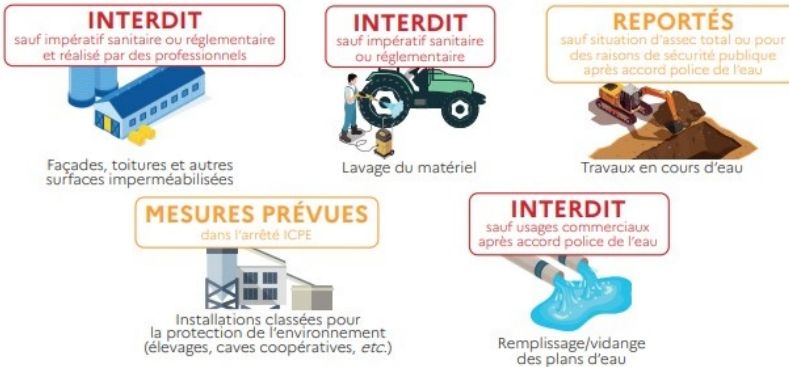 INTERDIT
sauf impératif sanitaire ou réglementaire
et réalisé par des professionnels
Façades, toitures et autres
surfaces imperméabilisées
INTERDIT
sauf impératif sanitaire
ou réglementaire
Lavage du matériel
REPORTÉS
sauf situation d'assec total ou pour
des raisons de sécurité publique
après accord police de l'eau
Travaux en cours d'eau
MESURES PRÉVUES
dans l'arrêté ICPE
Installations classées pour
la protection de l'environnement
(élevages, caves coopératives, etc.)
INTERDIT
sauf usages commerciaux
après accord police de l'eau
Remplissage/vidange
des plans d'eau